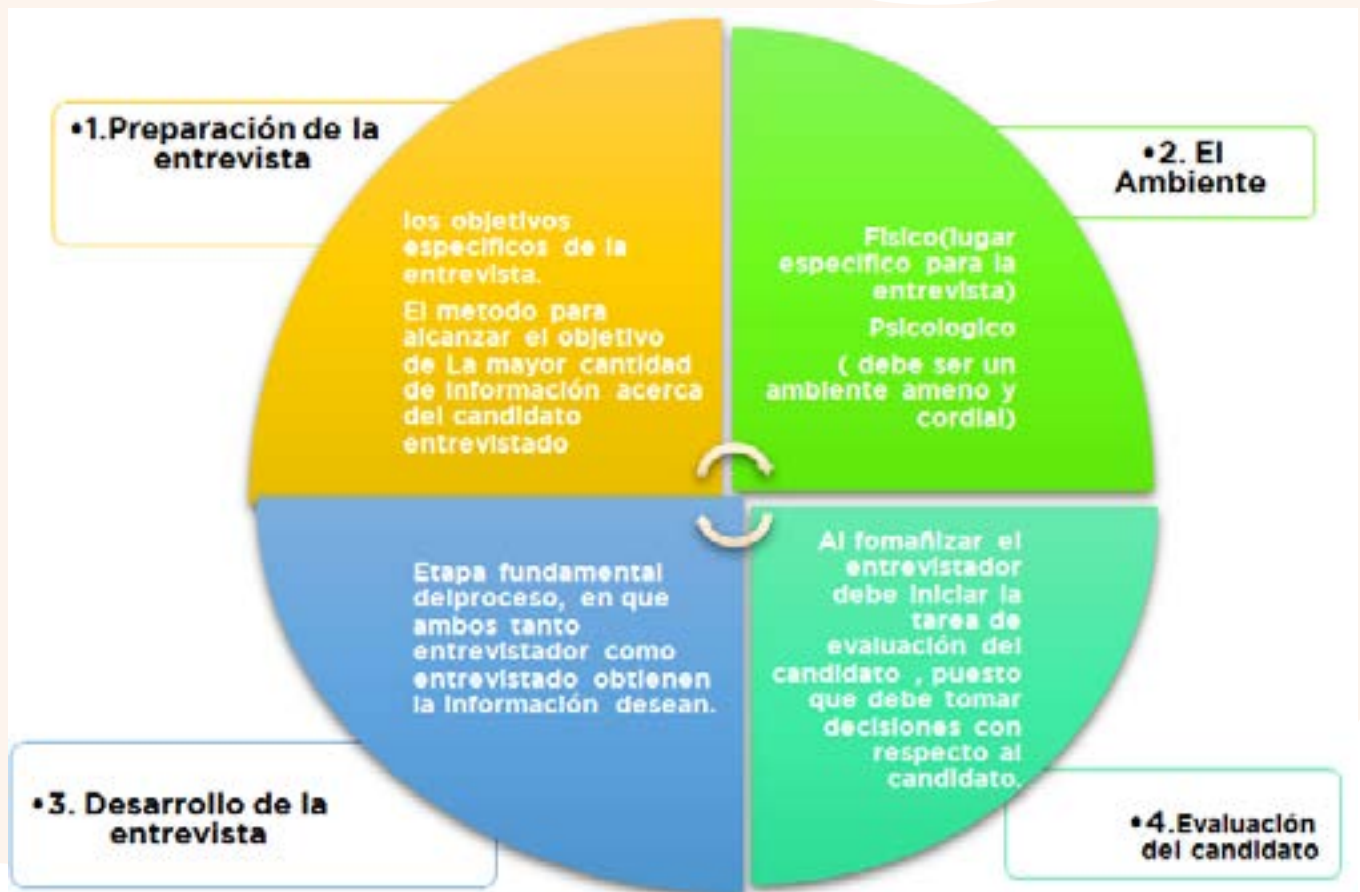 •1.Preparación de la
entrevista
los objetivos
especificos de la
entrevista.
El metodo para
alcanzar el objetivo
de La mayor cantidad
de información acerca
del candidato
entrevistado
•2. El
Ambiente
Fisico(lugar
especifico para la
entrevista)
Psicologico
( debe ser un
ambiente ameno y
cordial)
•3. Desarrollo de la
entrevista
Etapa fundamental
delproceso, en que
ambos tanto
entrevistador como
entrevistado obtienen
la información desean.
•4.Evaluación
del candidato
Al fomañizar el
entrevistador
debe iniciar la
tarea de
evaluación del
candidato , puesto
que debe tomar
decisiones con
respecto al
candidato.